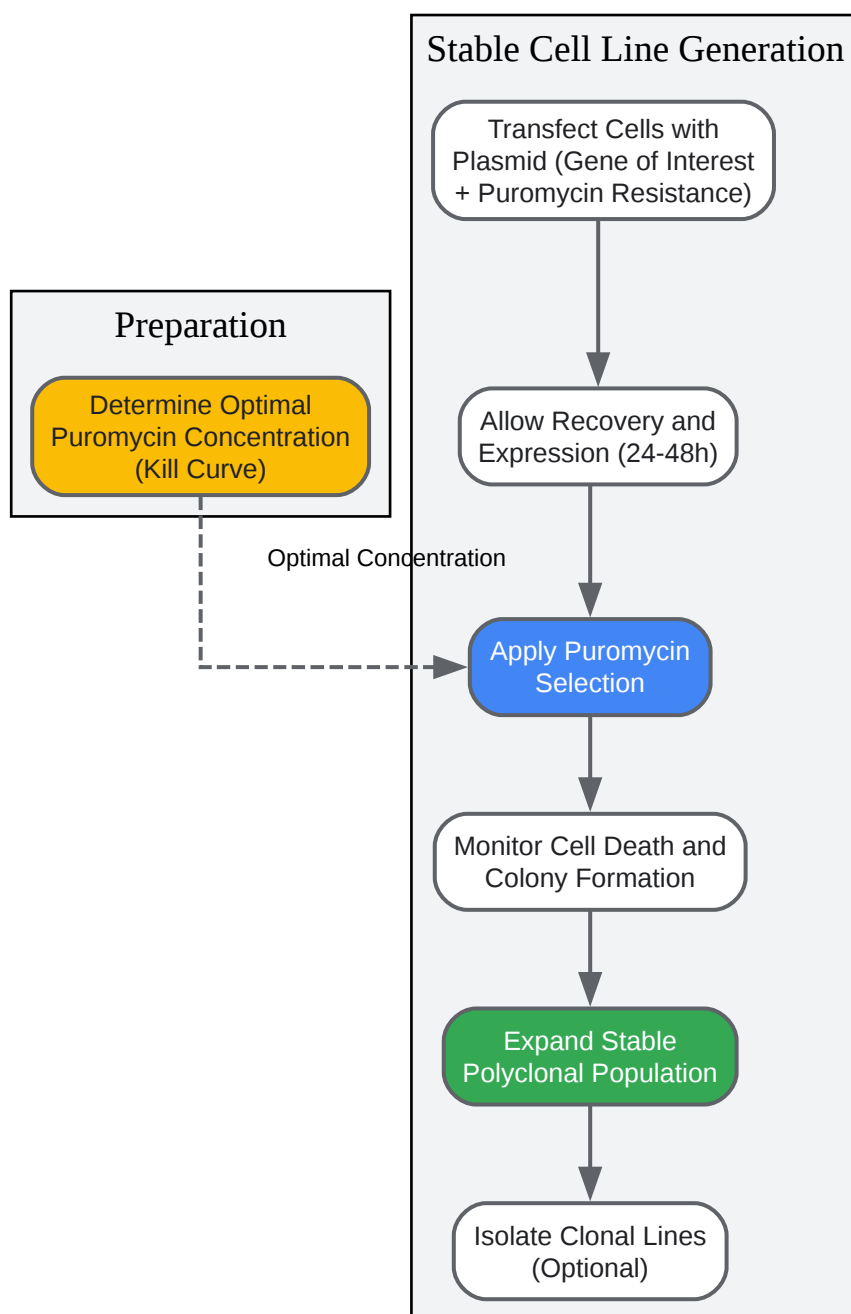 Stable Cell Line Generation
Transfect Cells with
Plasmid (Gene of Interest
+ Puromycin Resistance)
Preparation
Determine Optimal
Puromycin Concentration
(Kill Curve)
Allow Recovery and
Expression (24-48h)
Optimal Concentration
Apply Puromycin
Selection
Monitor Cell Death and
Colony Formation
Expand Stable
Polyclonal Population
Isolate Clonal Lines
(Optional)